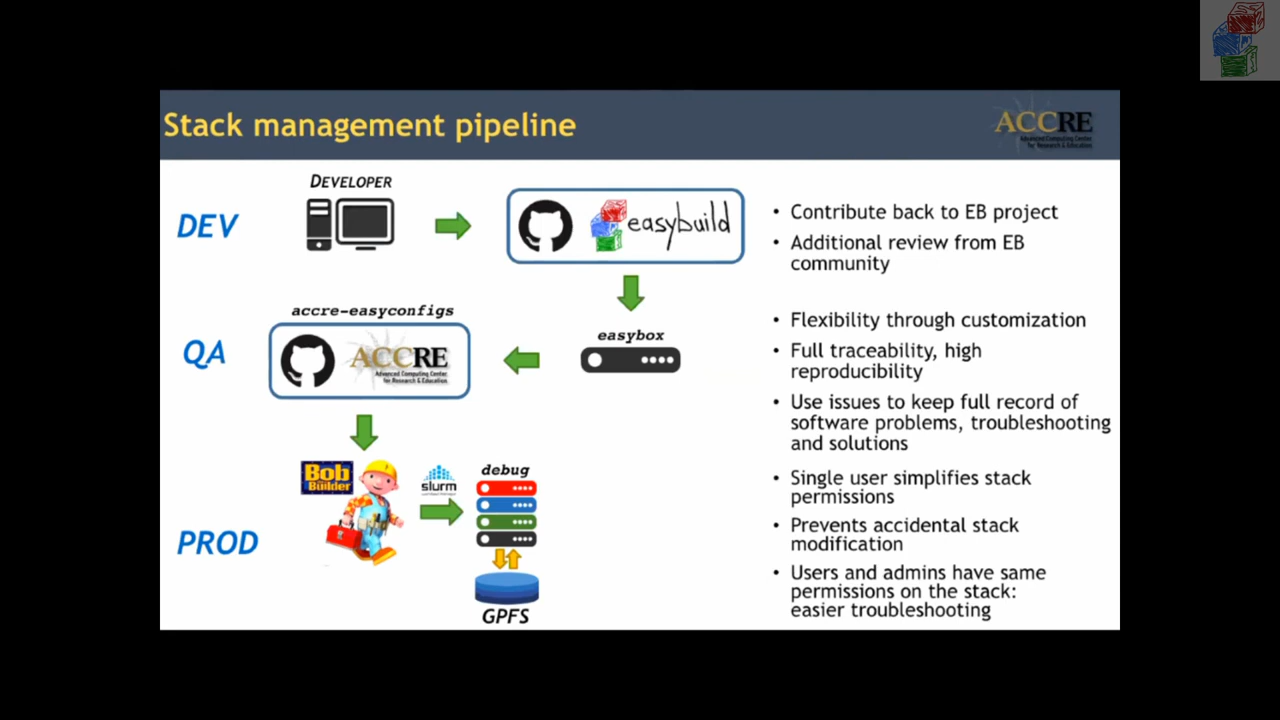 Stack management pipeline
ACCRE
Advanced Computing Center
for Research & Education
DEVELOPER
DEV
easybuild
• Contribute back to EB project
• Additional review from EB
community
accre-easyconfigs
easybox
QA
ACCRE
Advanced Computing Center
for Research & Education
• Flexibility through customization
• Full traceability, high
reproducibility
• Use issues to keep full record of
software problems, troubleshooting
and solutions
Bob
the Builder
slurm
debug
PROD
GPFS
• Single user simplifies stack
permissions
• Prevents accidental stack
modification
• Users and admins have same
permissions on the stack:
easier troubleshooting